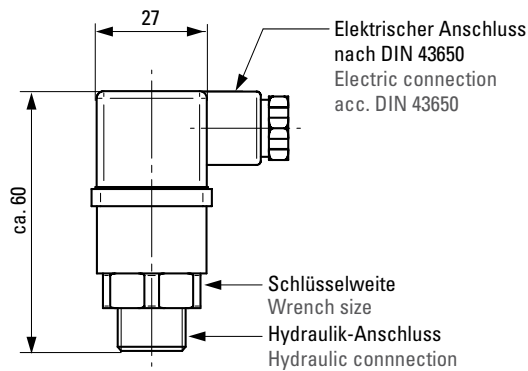 27
Elektrischer Anschluss
nach DIN 43650
Electric connection
acc. DIN 43650
ca. 60
Schlüsselweite
Wrench size
Hydraulik-Anschluss
Hydraulic connnection